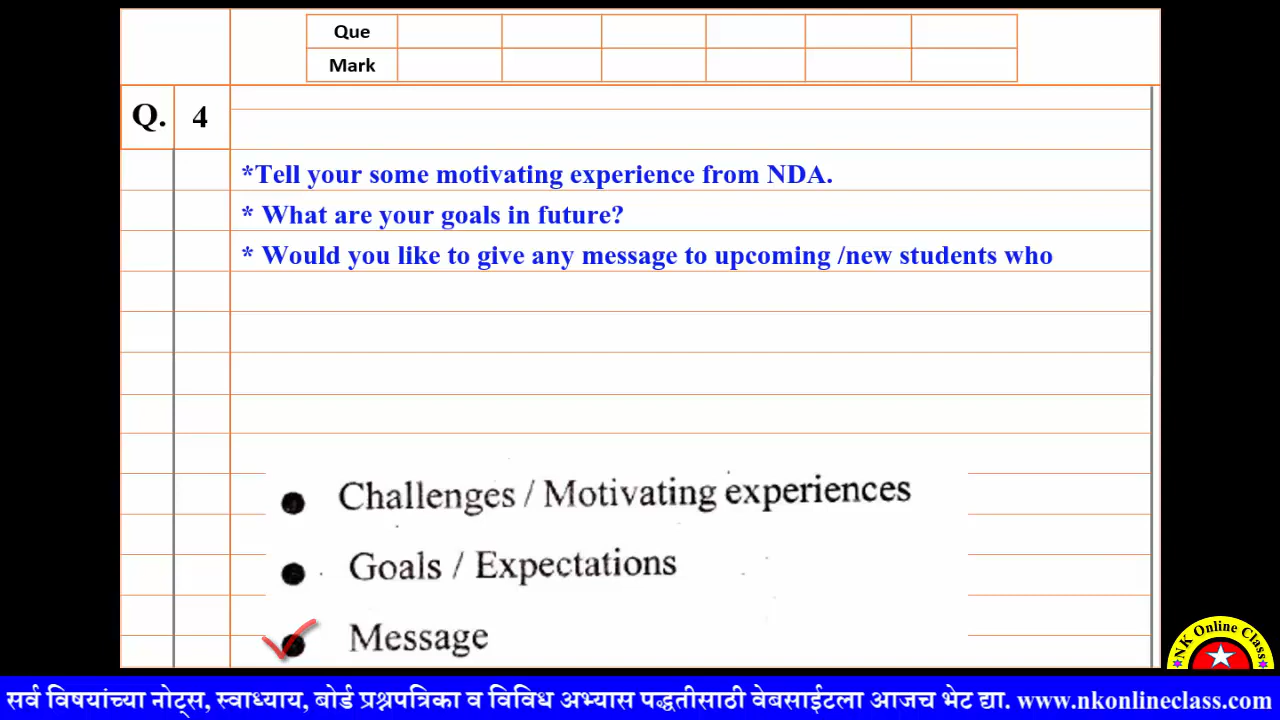 Que
Mark
Q. 4
*Tell your some motivating experience from NDA.
* What are your goals in future?
* Would you like to give any message to upcoming /new students who
● Challenges / Motivating experiences
● Goals / Expectations
● Message
NK Online Class
सर्व विषयांच्या नोट्स, स्वाध्याय, बोर्ड प्रश्नपत्रिका व विविध अभ्यास पद्धतीसाठी वेबसाईटला आजच भेट द्या. www.nkonlineclass.com